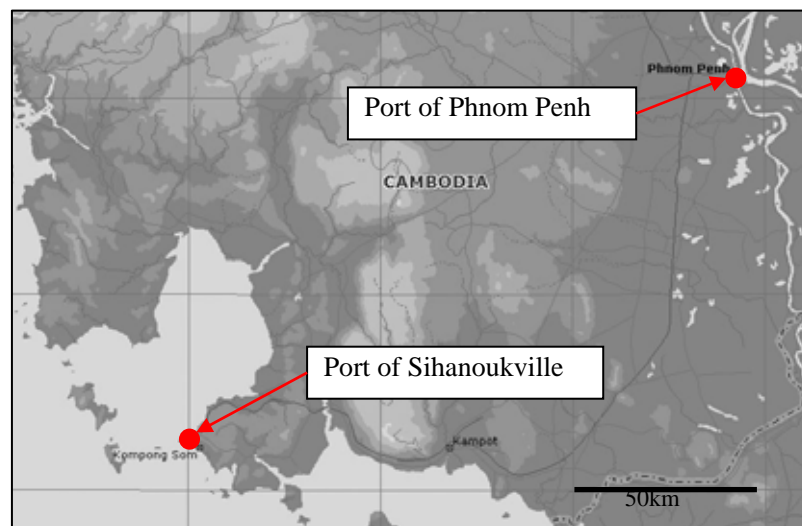 Phnom Penh
Port of Phnom Penh
CAMBODIA
Port of Sihanoukville
Kompong Som
Kampot
50km